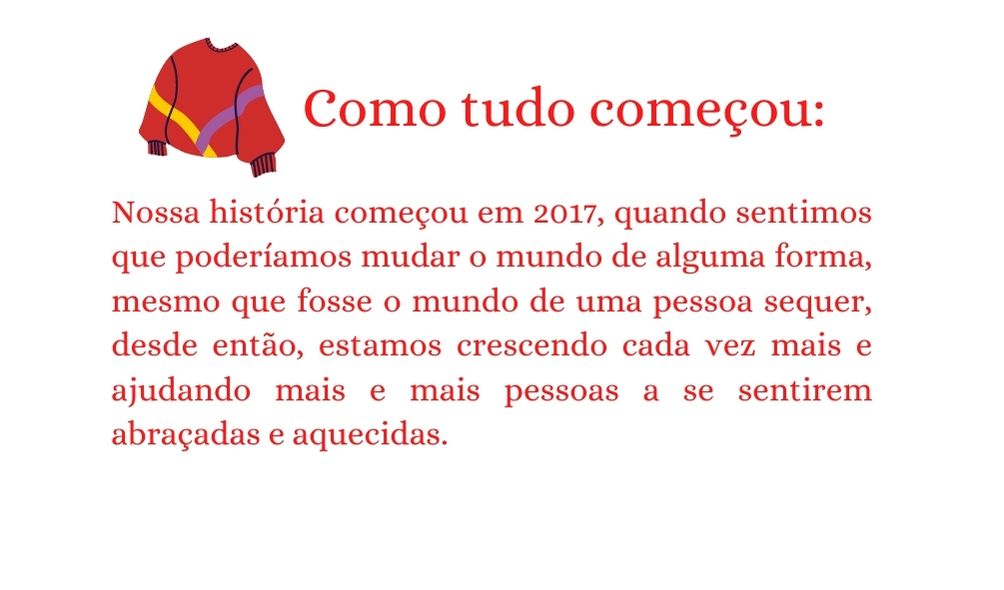 Como tudo começou:
Nossa história começou em 2017, quando sentimos
que poderíamos mudar o mundo de alguma forma,
mesmo que fosse o mundo de uma pessoa sequer,
desde então, estamos crescendo cada vez mais e
ajudando mais e mais pessoas a se sentirem
abraçadas e aquecidas.